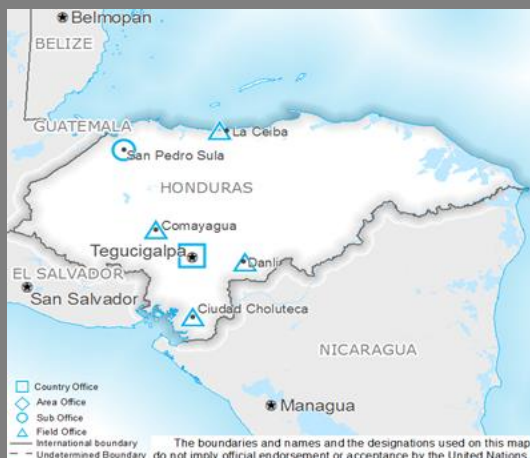 Belmopan
BELIZE
GUATEMALA
La Ceiba
San Pedro Sula
HONDURAS
Comayagua
Tegucigalpa
Danlí
EL SALVADOR
San Salvador
Ciudad Choluteca
NICARAGUA
Managua
Country Office
Area Office
Sub Office
Field Office
International boundary
Undetermined Boundary
The boundaries and names and the designations used on this map
do not imply official endorsement or acceptance by the United Nations.